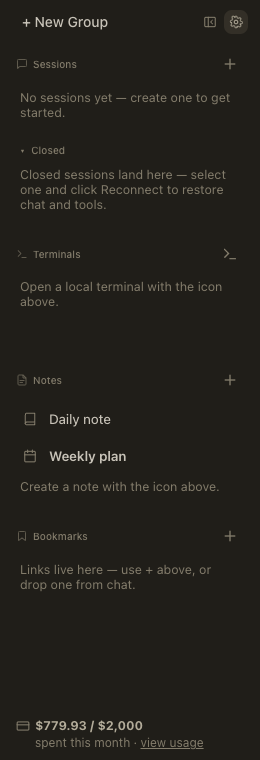 + New Group
Sessions
No sessions yet — create one to get
started.
Closed
Closed sessions land here — select
one and click Reconnect to restore
chat and tools.
Terminals
Open a local terminal with the icon
above.
Notes
Daily note
Weekly plan
Create a note with the icon above.
Bookmarks
Links live here — use + above, or
drop one from chat.
$779.93 / $2,000
spent this month · view usage